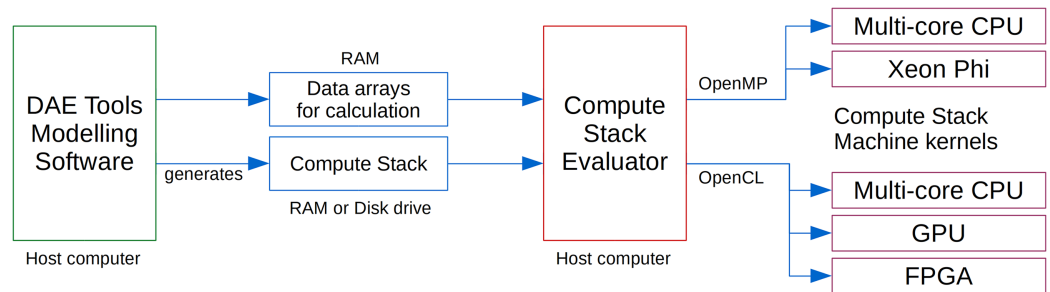 DAE Tools
Modelling
Software
Host computer
generates
RAM
Data arrays
for calculation
Compute Stack
RAM or Disk drive
Compute
Stack
Evaluator
Host computer
OpenMP
OpenCL
Multi-core CPU
Xeon Phi
Compute Stack
Machine kernels
Multi-core CPU
GPU
FPGA